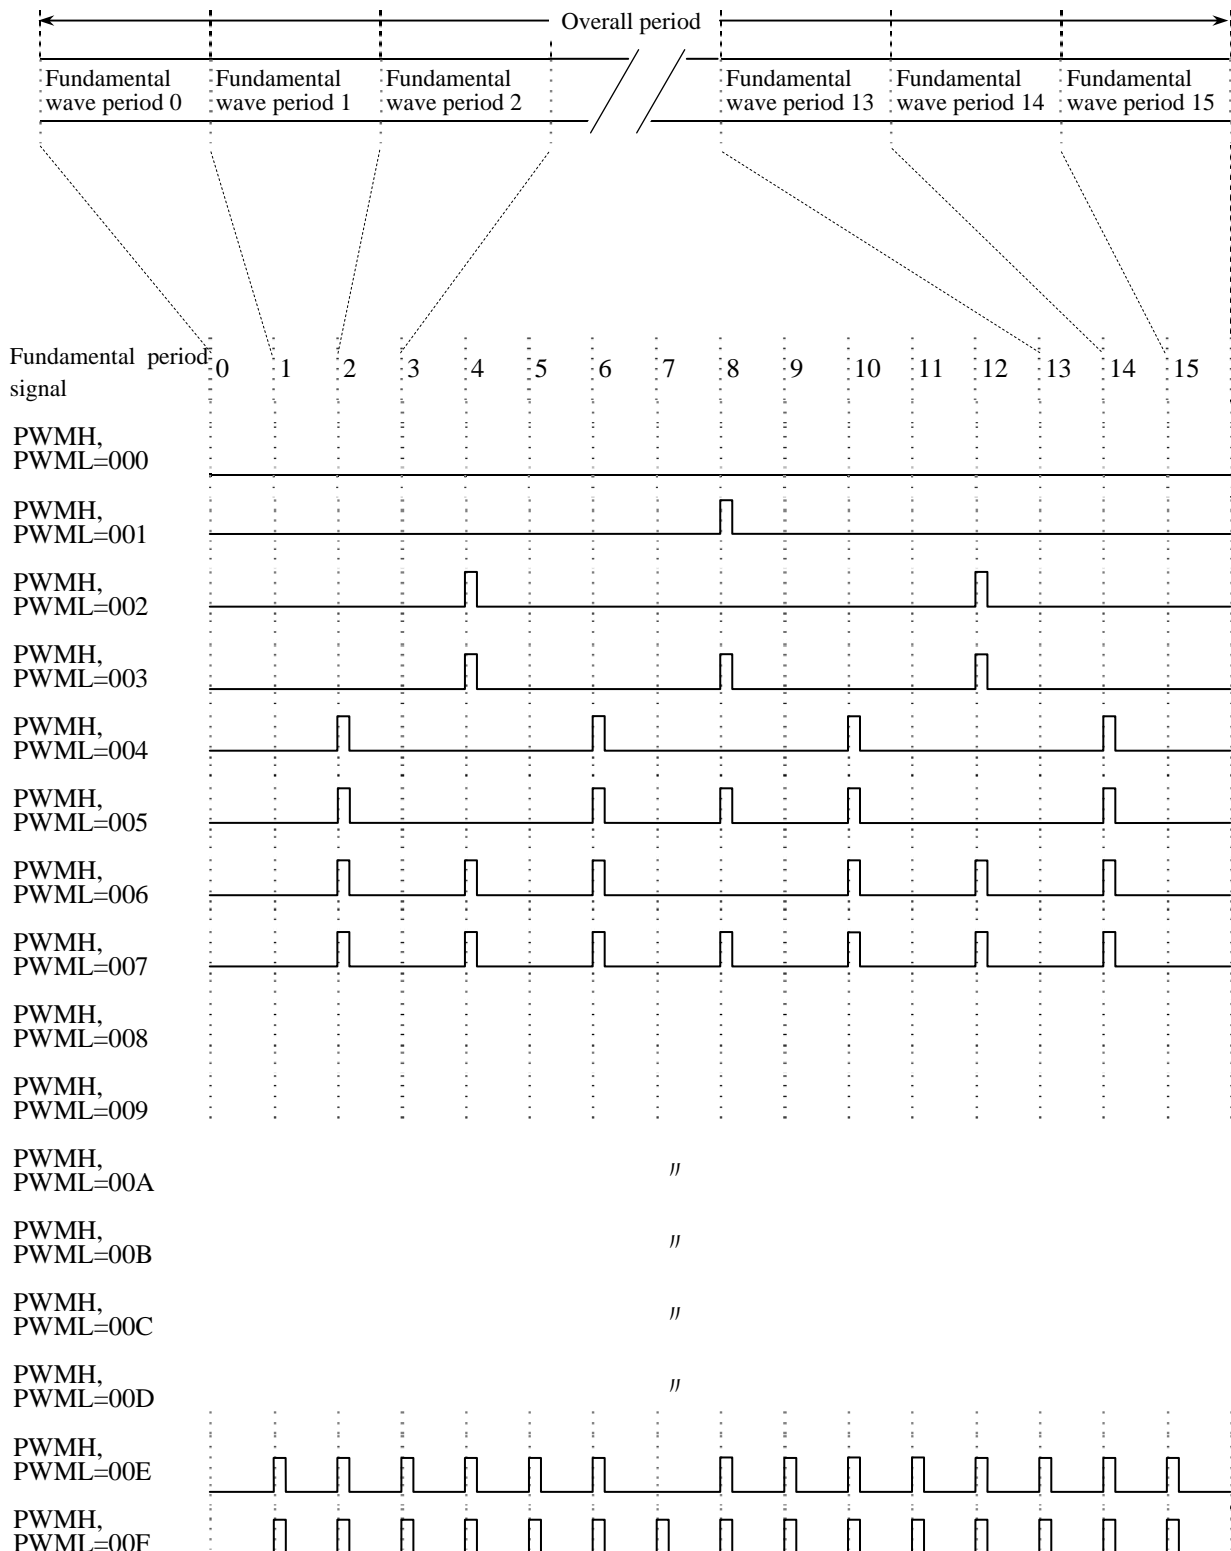 Overall period
Fundamental wave period 0
Fundamental wave period 1
Fundamental wave period 2
Fundamental wave period 13
Fundamental wave period 14
Fundamental wave period 15
Fundamental period signal
0 1 2 3 4 5 6 7 8 9 10 11 12 13 14 15
PWMH,
PWML=000
PWMH,
PWML=001
PWMH,
PWML=002
PWMH,
PWML=003
PWMH,
PWML=004
PWMH,
PWML=005
PWMH,
PWML=006
PWMH,
PWML=007
PWMH,
PWML=008
PWMH,
PWML=009
PWMH,
PWML=00A
〃
PWMH,
PWML=00B
〃
PWMH,
PWML=00C
〃
PWMH,
PWML=00D
〃
PWMH,
PWML=00E
PWMH,
PWML=00F